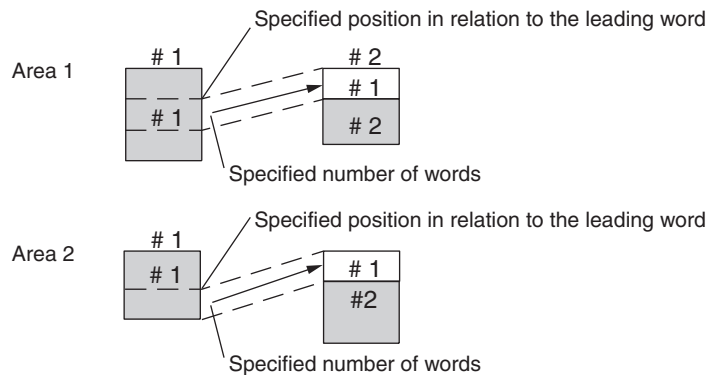 Specified position in relation to the leading word
Area 1
# 1
# 2
# 1
# 1
# 2
Specified number of words
Specified position in relation to the leading word
Area 2
# 1
# 1
# 1
#2
Specified number of words